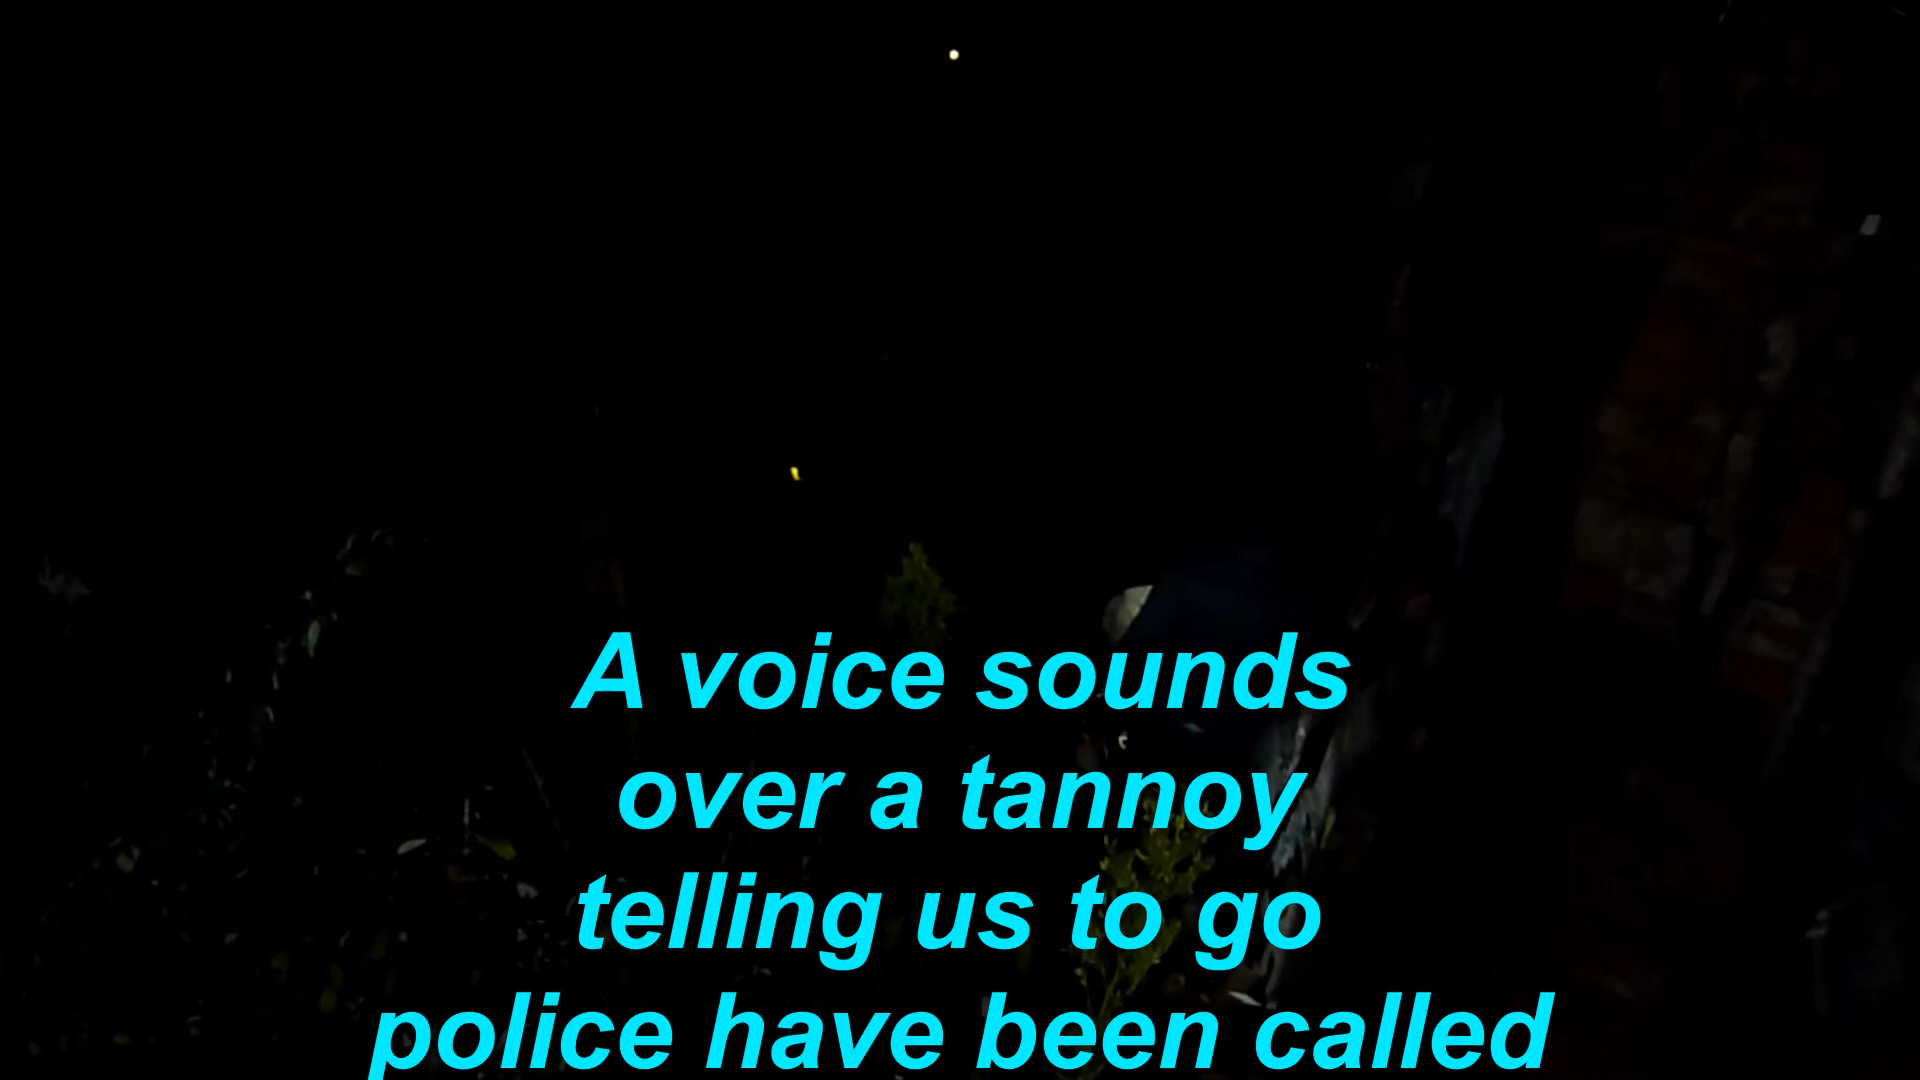 A voice sounds
over a tannoy
telling us to go
police have been called